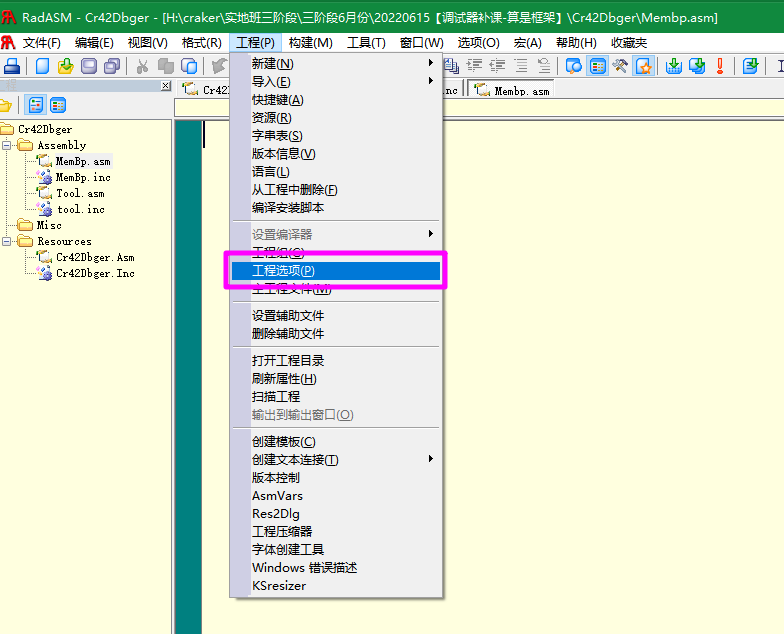 RadASM - Cr42Dbger - [H:\craker\实地班三阶段\三阶段6月份\20220615【调试器补课-算是框架】\Cr42Dbger\Membp.asm]
文件(F) 编辑(E) 视图(V) 格式(R) 工程(P) 构建(M) 工具(T) 窗口(W) 选项(O) 宏(A) 帮助(H) 收藏夹
Cr42
nc
Membp.asm
Cr42Dbger
Assembly
MemBp.asm
MemBp.inc
Tool.asm
tool.inc
Misc
Resources
Cr42Dbger.Asm
Cr42Dbger.Inc
新建(N)
导入(E)
快捷键(A)
资源(R)
字串表(S)
版本信息(V)
语言(L)
从工程中删除(F)
编译安装脚本
设置编译器
工程组(G)
工程选项(P)
主工程文件(M)
设置辅助文件
删除辅助文件
打开工程目录
刷新属性(H)
扫描工程
输出到输出窗口(O)
创建模板(C)
创建文本连接(T)
版本控制
AsmVars
Res2Dlg
工程压缩器
字体创建工具
Windows 错误描述
KSresizer